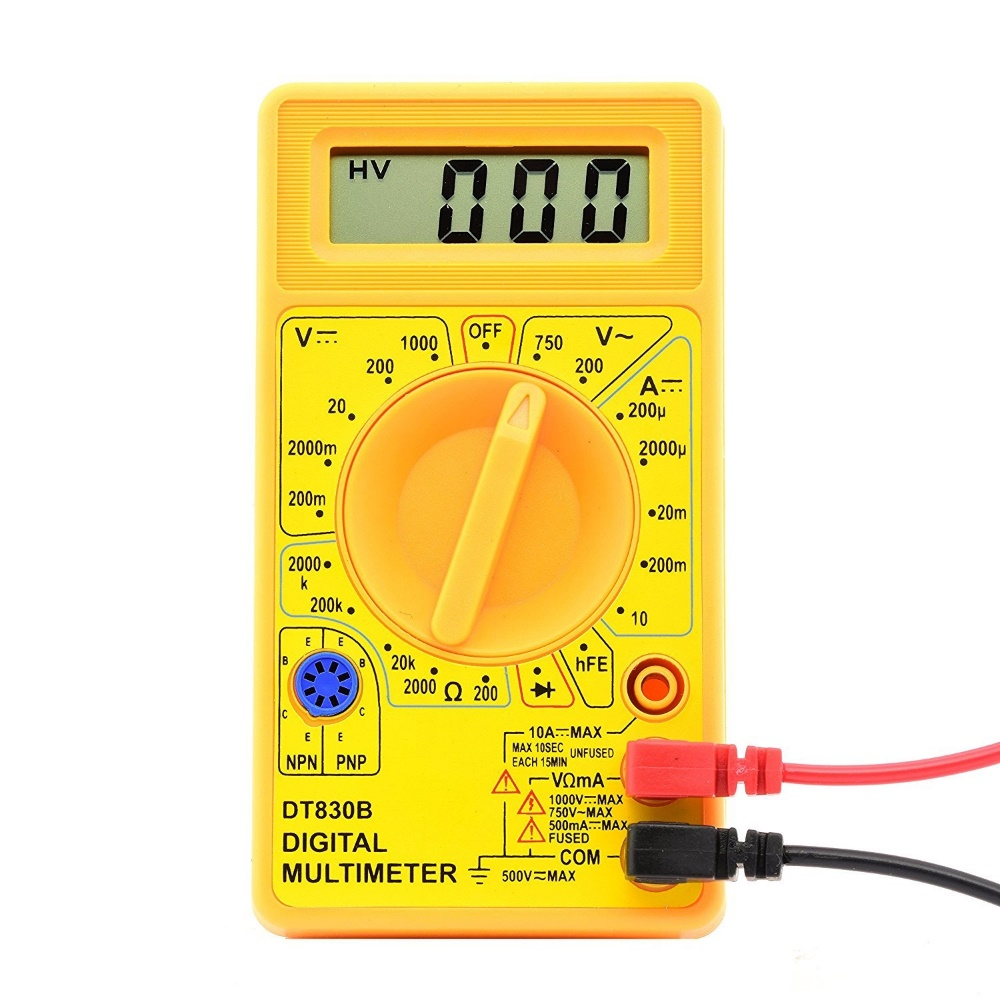 HV 000
V⎓
1000
OFF
750
V~
200
200
A⎓
20
200µ
2000m
2000µ
200m
20m
2000
k
200m
200k
10
20k
2000
Ω
200
hFE
E E
B B
C C
E E
NPN PNP
10A⎓MAX
MAX 10SEC
EACH 15MIN
UNFUSED
VΩmA
1000V⎓MAX
750V~MAX
500mA⎓MAX
FUSED
COM
500V≂MAX
DT830B
DIGITAL
MULTIMETER